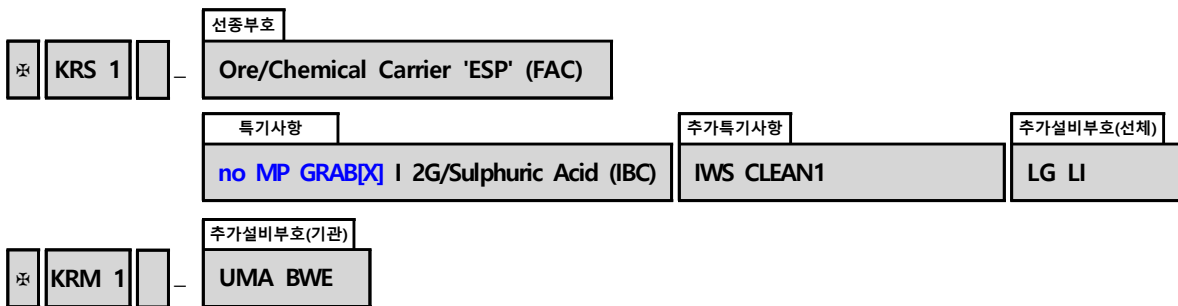 선종부호
✠ KRS 1 – Ore/Chemical Carrier 'ESP' (FAC)
특기사항 추가특기사항 추가설비부호(선체)
no MP GRAB[X] I 2G/Sulphuric Acid (IBC) IWS CLEAN1 LG LI
추가설비부호(기관)
✠ KRM 1 – UMA BWE